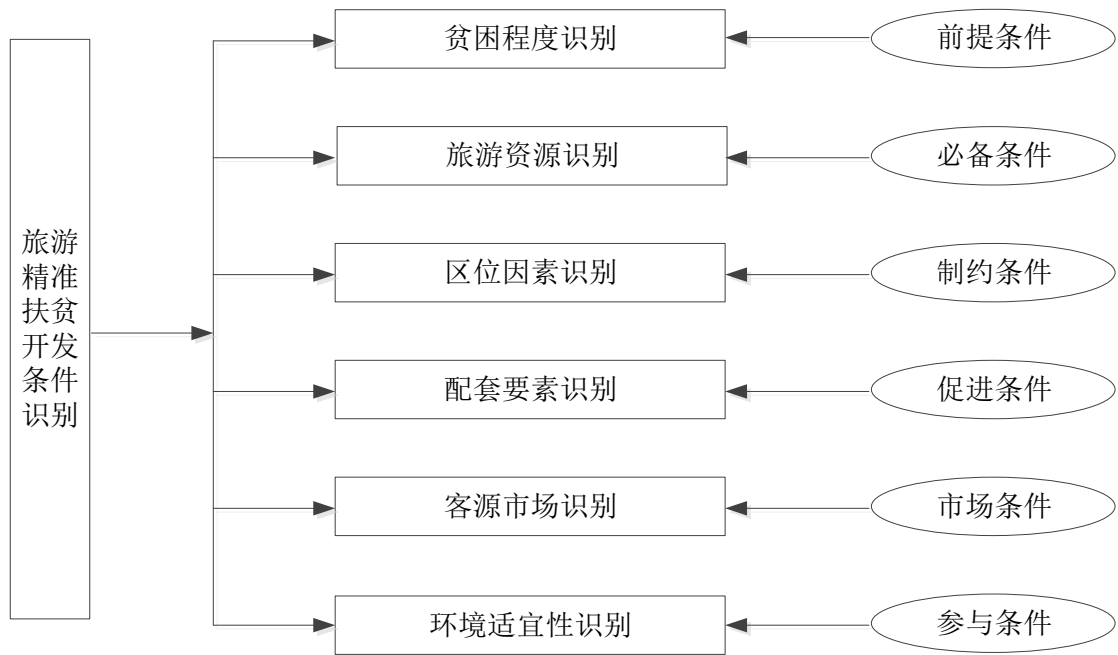 旅游
精准
扶贫
开发
条件
识别
贫困程度识别
前提条件
旅游资源识别
必备条件
区位因素识别
制约条件
配套要素识别
促进条件
客源市场识别
市场条件
环境适宜性识别
参与条件